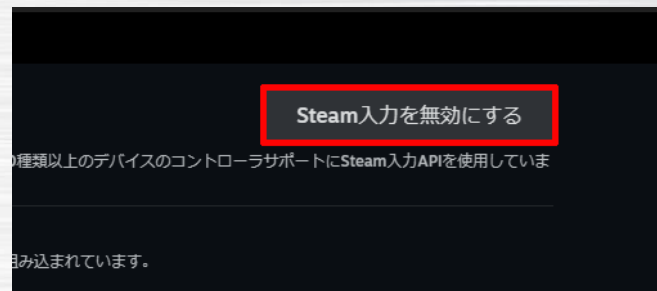 Steam入力を無効にする
種類以上のデバイスのコントローラサポートにSteam入力APIを使用していま
組み込まれています。